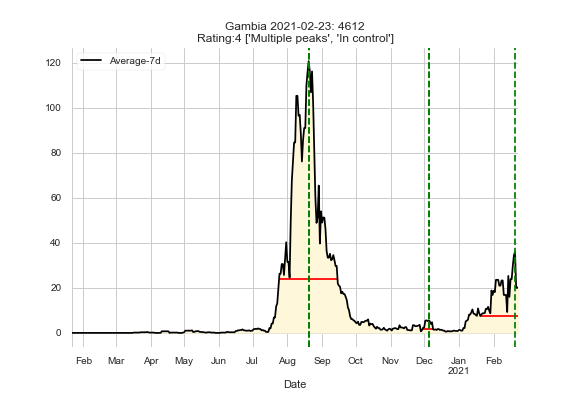 Gambia 2021-02-23: 4612
Rating:4 ['Multiple peaks', 'In control']
Average-7d
120
100
80
60
40
20
0
Feb Mar Apr May Jun Jul Aug Sep Oct Nov Dec Jan Feb
2021
Date